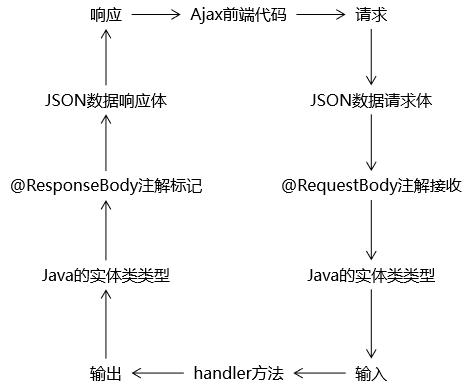 响应 Ajax前端代码 请求
JSON数据响应体 JSON数据请求体
@ResponseBody注解标记 @RequestBody注解接收
Java的实体类类型 Java的实体类类型
输出 handler方法 输入